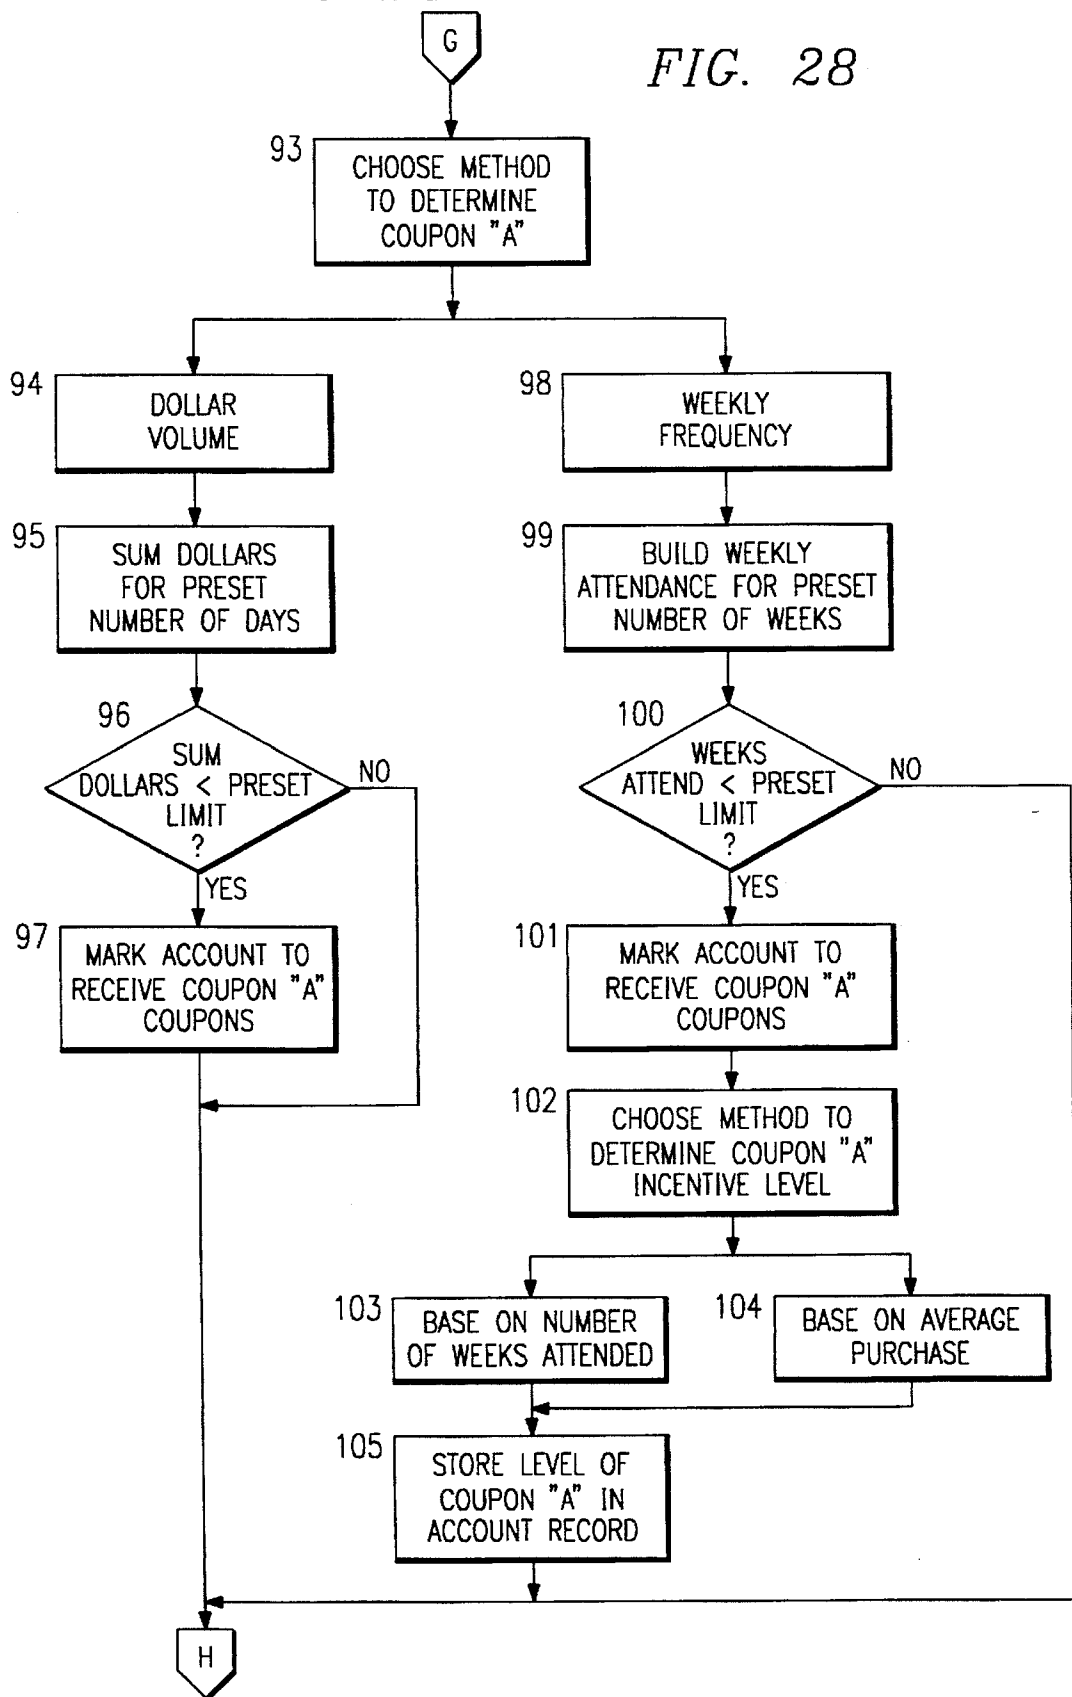 G
FIG. 28
93
CHOOSE METHOD
TO DETERMINE
COUPON "A"
94
DOLLAR
VOLUME
95
SUM DOLLARS
FOR PRESET
NUMBER OF DAYS
96
SUM
DOLLARS < PRESET
LIMIT
?
NO
YES
97
MARK ACCOUNT TO
RECEIVE COUPON "A"
COUPONS
98
WEEKLY
FREQUENCY
99
BUILD WEEKLY
ATTENDANCE FOR PRESET
NUMBER OF WEEKS
100
WEEKS
ATTEND < PRESET
LIMIT
?
NO
YES
101
MARK ACCOUNT TO
RECEIVE COUPON "A"
COUPONS
102
CHOOSE METHOD TO
DETERMINE COUPON "A"
INCENTIVE LEVEL
103
BASE ON NUMBER
OF WEEKS ATTENDED
104
BASE ON AVERAGE
PURCHASE
105
STORE LEVEL OF
COUPON "A" IN
ACCOUNT RECORD
H